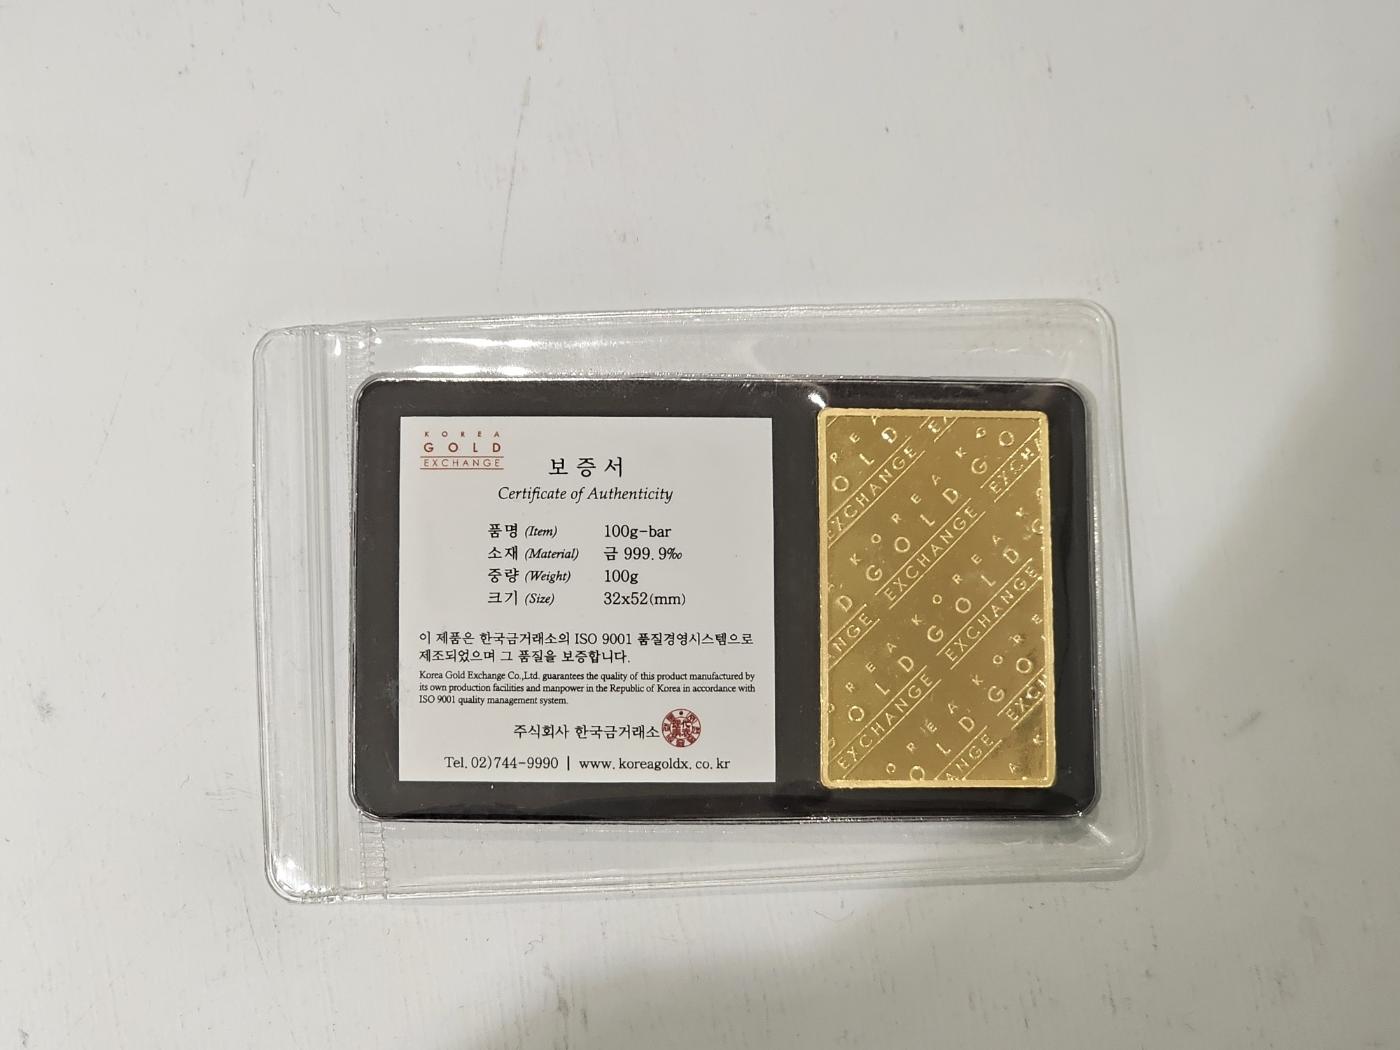 KOREA
GOLD
EXCHANGE
보증서
Certificate of Authenticity
품명 (Item) 100g-bar
소재 (Material) 금 999.9‰
중량 (Weight) 100g
크기 (Size) 32x52(mm)
이 제품은 한국금거래소의 ISO 9001 품질경영시스템으로
제조되었으며 그 품질을 보증합니다.
Korea Gold Exchange Co.,Ltd. guarantees the quality of this product manufactured by
its own production facilities and manpower in the Republic of Korea in accordance with
ISO 9001 quality management system.
주식회사 한국금거래소
Tel. 02)744-9990 | www.koreagoldx.co.kr
KOREA
GOLD
EXCHANGE
KOREA
GOLD
EXCHANGE
KOREA
GOLD
EXCHANGE